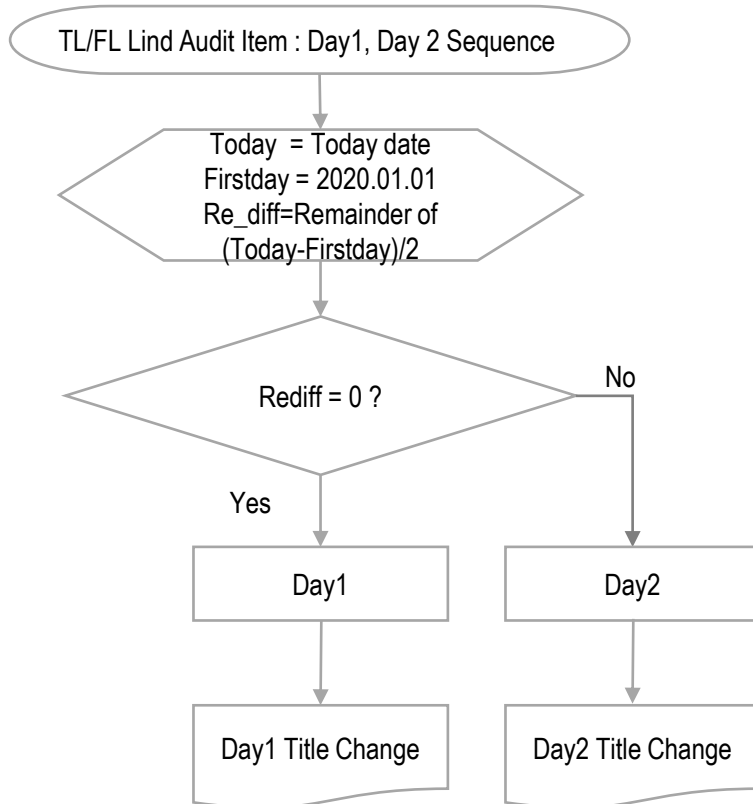 TL/FL Lind Audit Item : Day1, Day 2 Sequence
Today = Today date
Firstday = 2020.01.01
Re_diff=Remainder of
(Today-Firstday)/2
Rediff = 0 ?
No
Yes
Day1
Day2
Day1 Title Change
Day2 Title Change